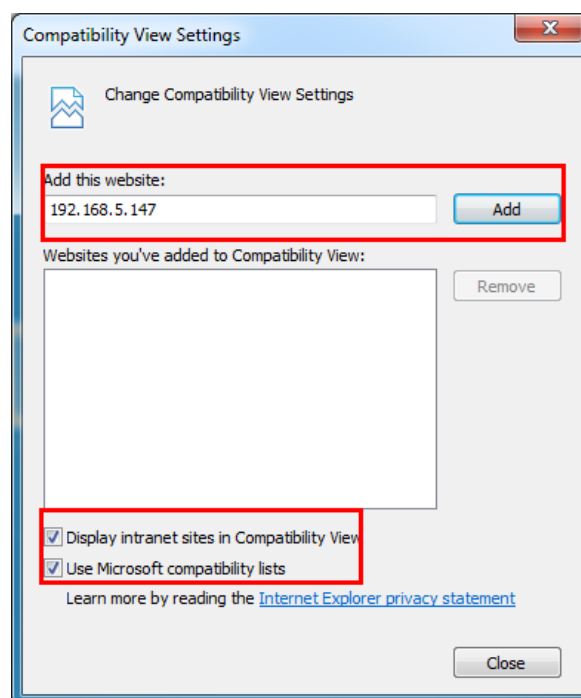 Compatibility View Settings
Change Compatibility View Settings
Add this website:
192.168.5.147
Add
Websites you've added to Compatibility View:
Remove
Display intranet sites in Compatibility View
Use Microsoft compatibility lists
Learn more by reading the Internet Explorer privacy statement
Close